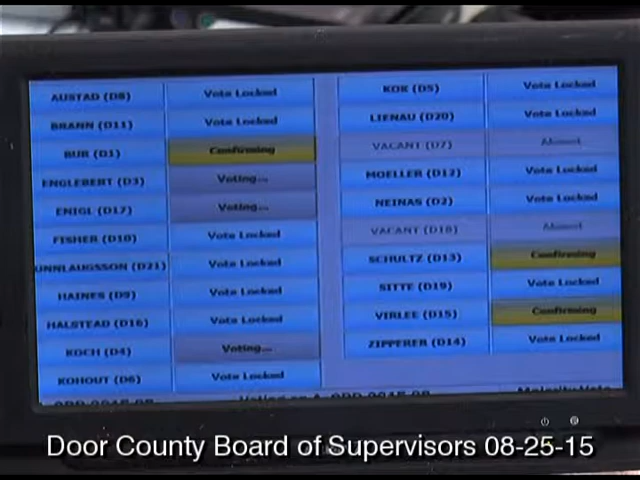 AUSTAD (D8) Vote Locked
BRANN (D11) Vote Locked
BUR (D1) Confirming
ENGLEBERT (D3) Voting...
ENIGL (D17) Voting...
FISHER (D10) Vote Locked
UNNLAUGSSON (D21) Vote Locked
HAINES (D9) Vote Locked
HALSTEAD (D16) Vote Locked
KOCH (D4) Voting...
KOHOUT (D6) Vote Locked
KOK (D5) Vote Locked
LIENAU (D20) Vote Locked
VACANT (D7) Absent
MOELLER (D12) Vote Locked
NEINAS (D2) Vote Locked
VACANT (D18) Absent
SCHULTZ (D13) Confirming
SITTE (D19) Vote Locked
VIRLEE (D15) Confirming
ZIPPERER (D14) Vote Locked
Majority Vote
Door County Board of Supervisors 08-25-15